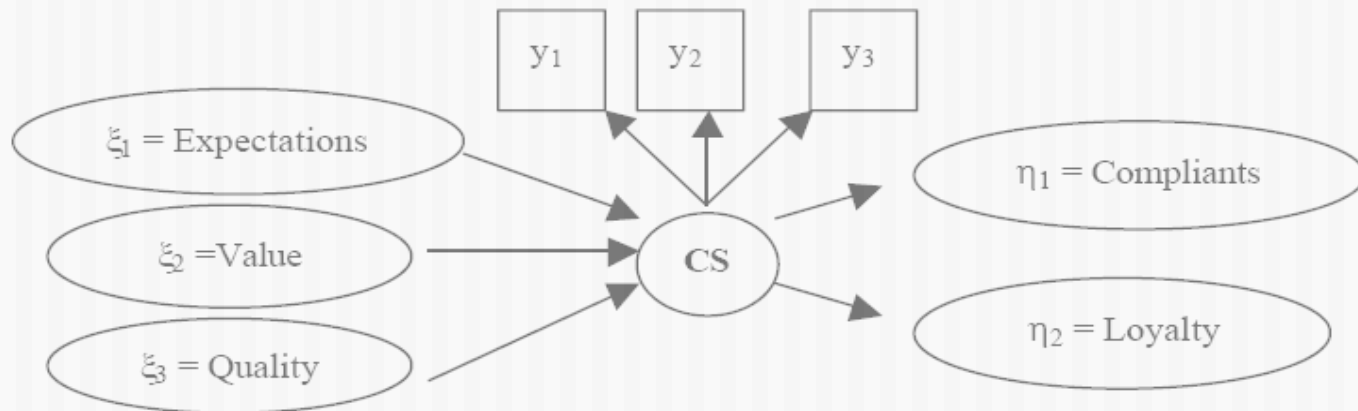 y₁
y₂
y₃
ξ₁ = Expectations
ξ₂ =Value
ξ₃ = Quality
CS
η₁ = Compliants
η₂ = Loyalty